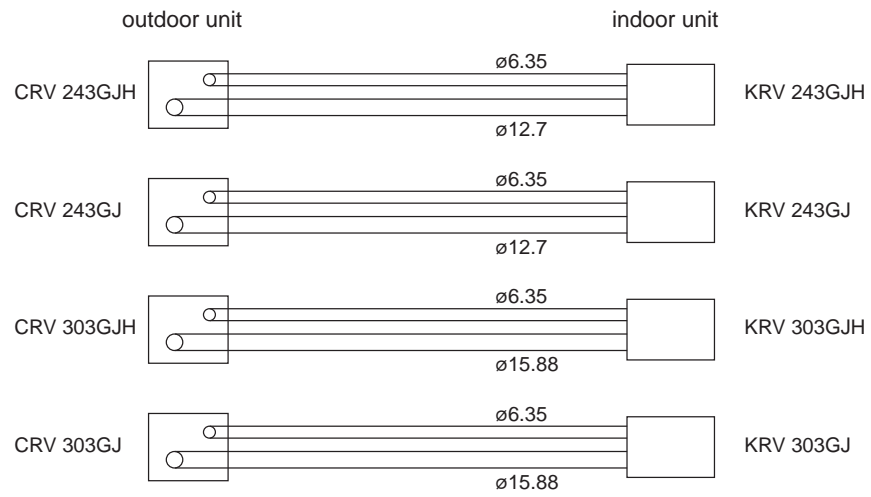 outdoor unit indoor unit
ø6.35
CRV 243GJH KRV 243GJH
ø12.7
ø6.35
CRV 243GJ KRV 243GJ
ø12.7
ø6.35
CRV 303GJH KRV 303GJH
ø15.88
ø6.35
CRV 303GJ KRV 303GJ
ø15.88